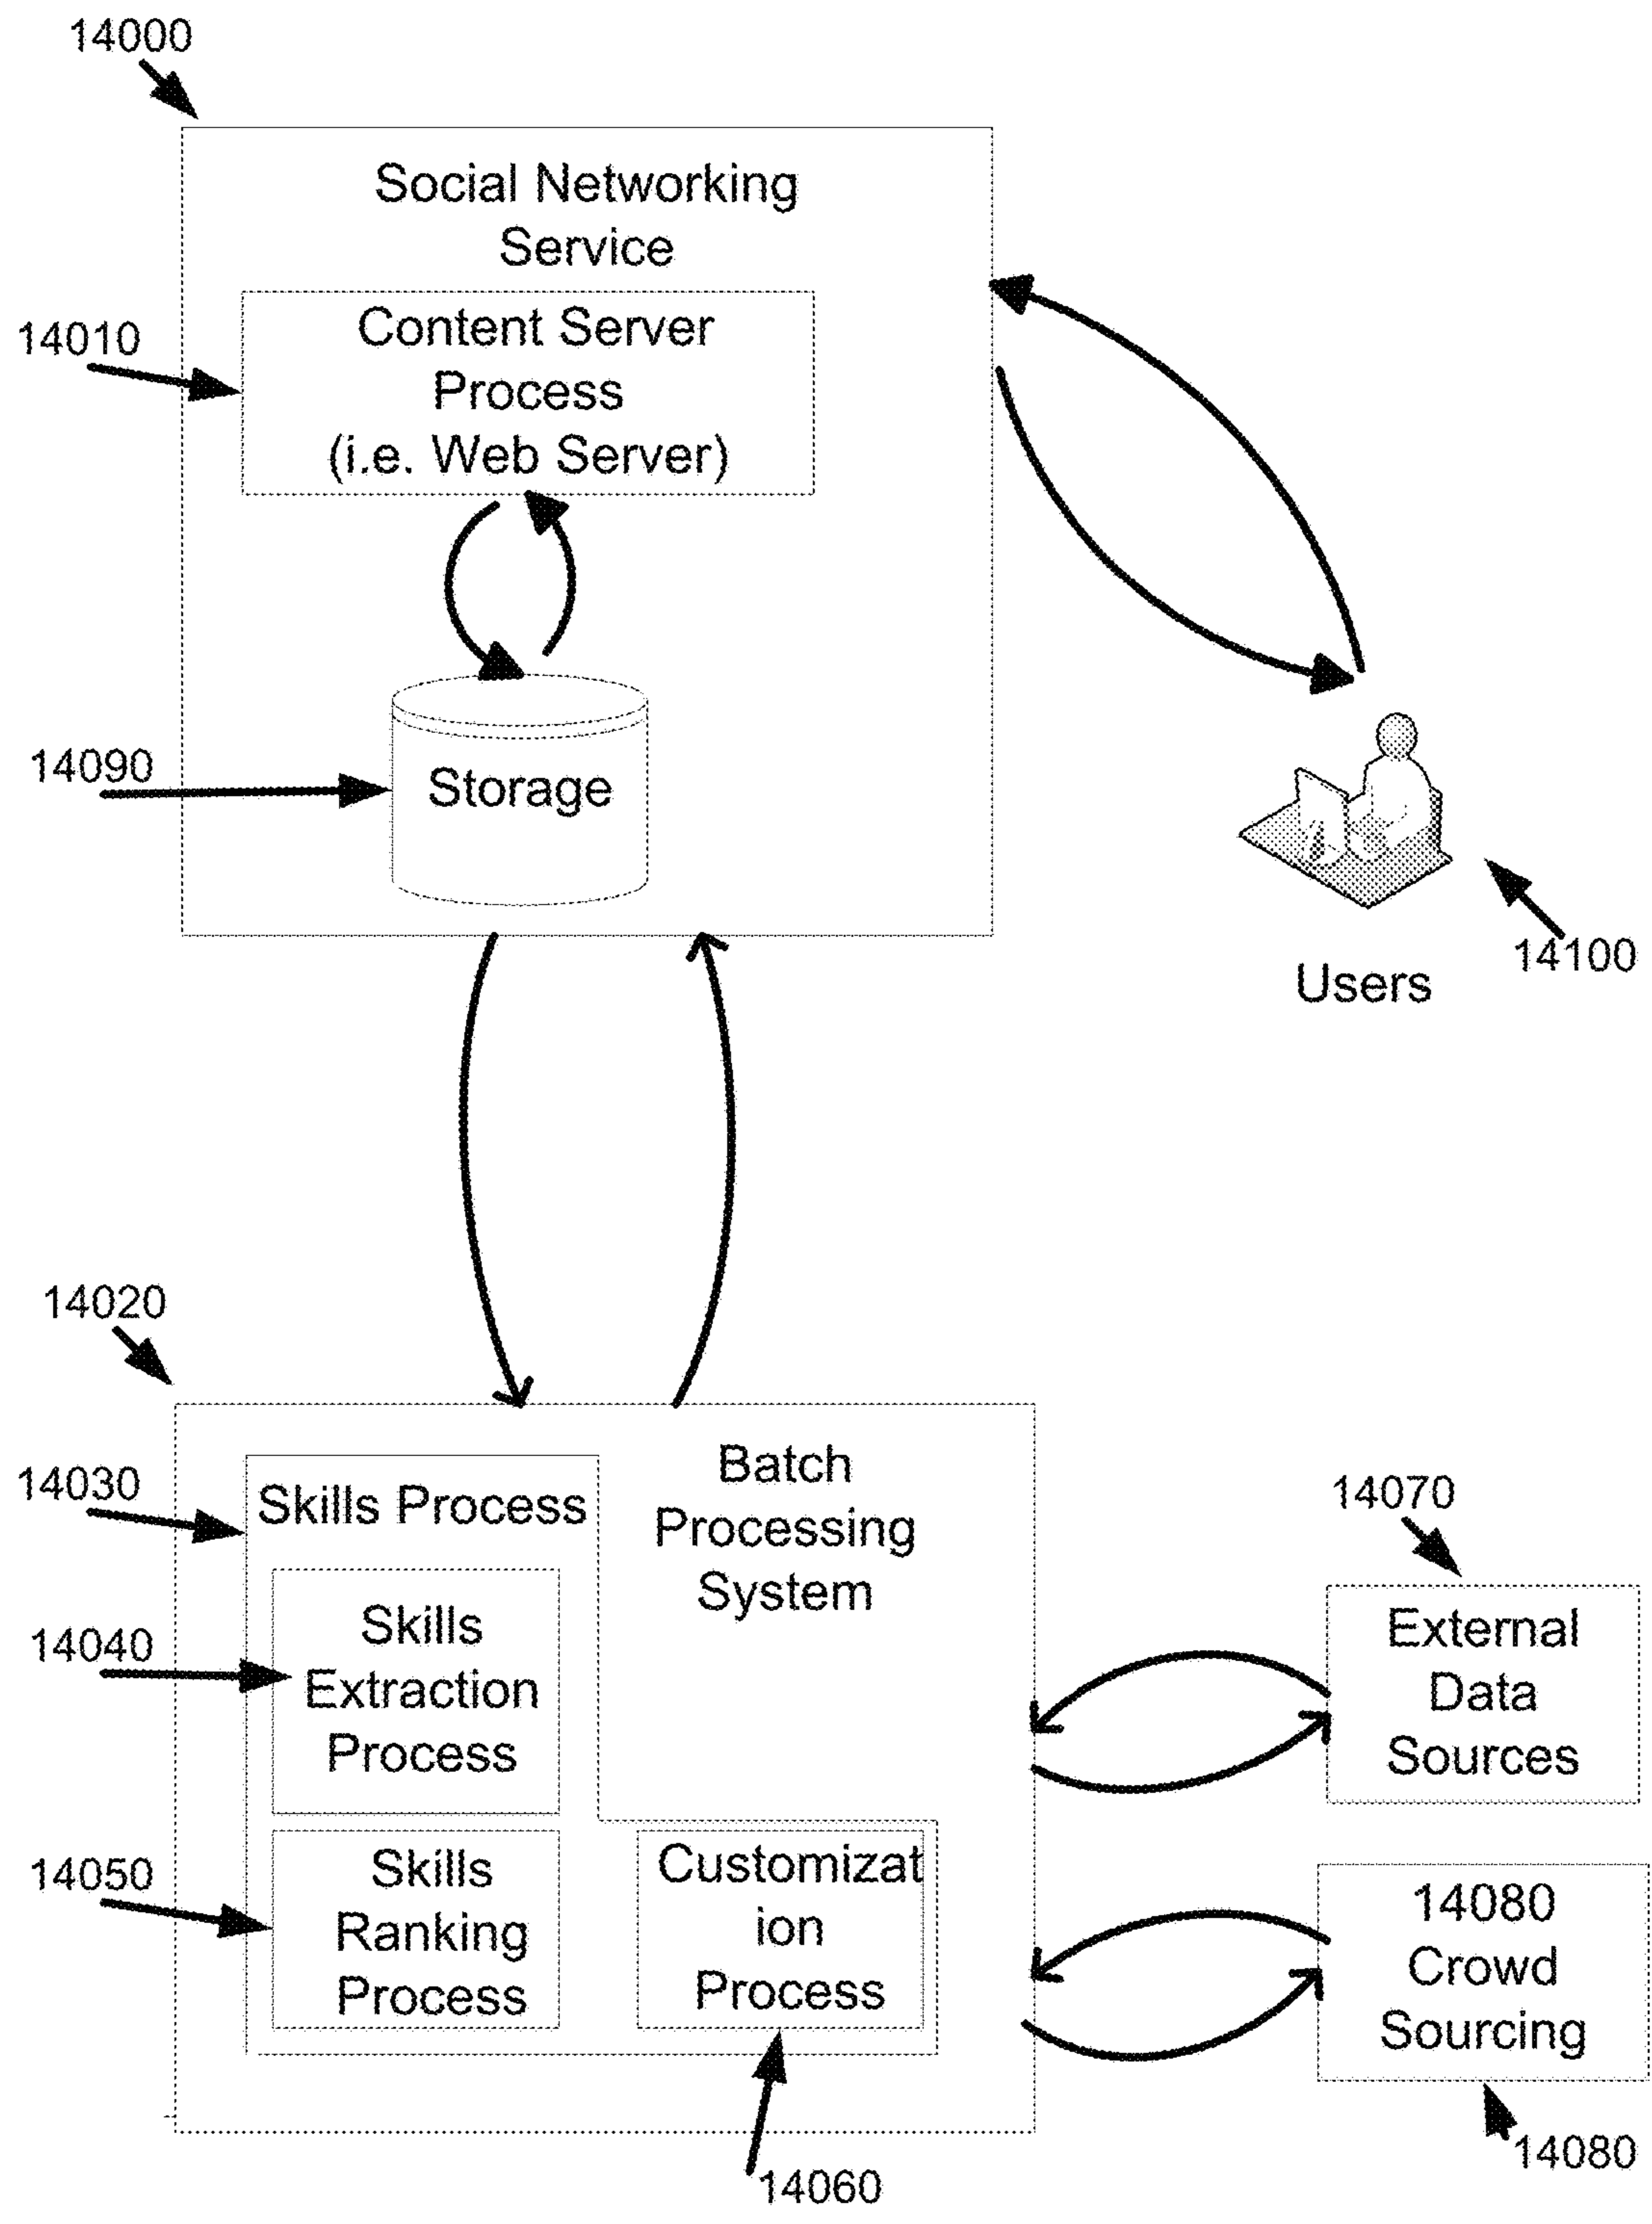 14000
Social Networking
Service
14010
Content Server
Process
(i.e. Web Server)
14090
Storage
14100
Users
14020
Batch
Processing
System
14030
Skills Process
14040
Skills
Extraction
Process
14050
Skills
Ranking
Process
Customizat
ion
Process
14060
14070
External
Data
Sources
14080
Crowd
Sourcing
14080